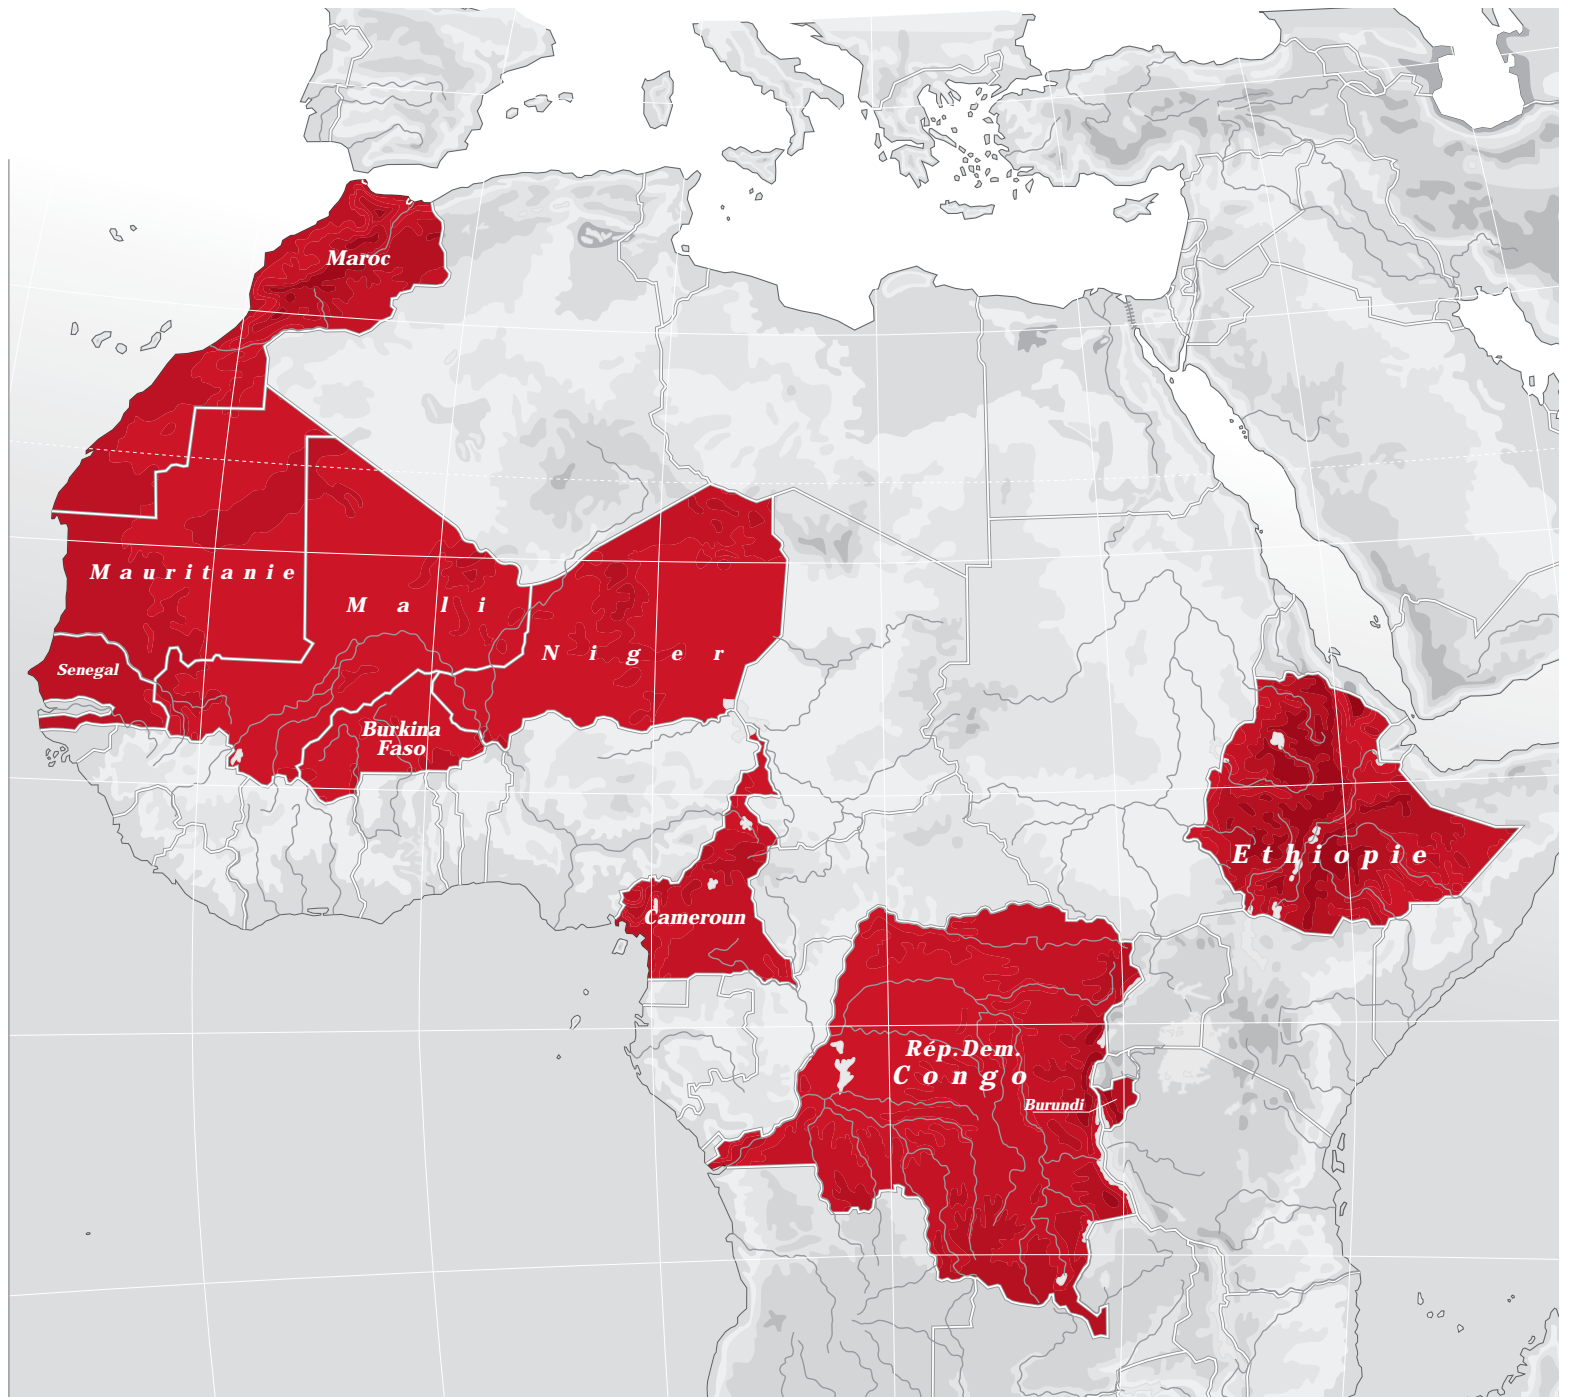 Maroc
Mauritanie
Mali
Niger
Senegal
Burkina
Faso
Ethiopie
Cameroun
Rép.Dem.
Congo
Burundi